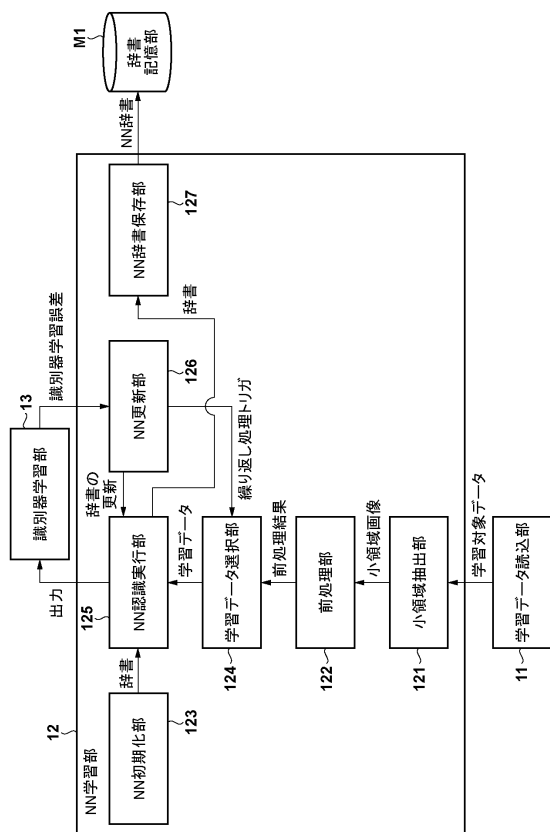 12
NN学習部
11
学習データ読込部
学習対象データ
121
小領域抽出部
小領域画像
122
前処理部
前処理結果
124
学習データ選択部
学習データ
繰り返し処理トリガ
123
NN初期化部
辞書
125
NN認識実行部
出力
13
識別器学習部
識別器学習誤差
辞書の
更新
126
NN更新部
辞書
127
NN辞書保存部
NN辞書
M1
辞書
記憶部